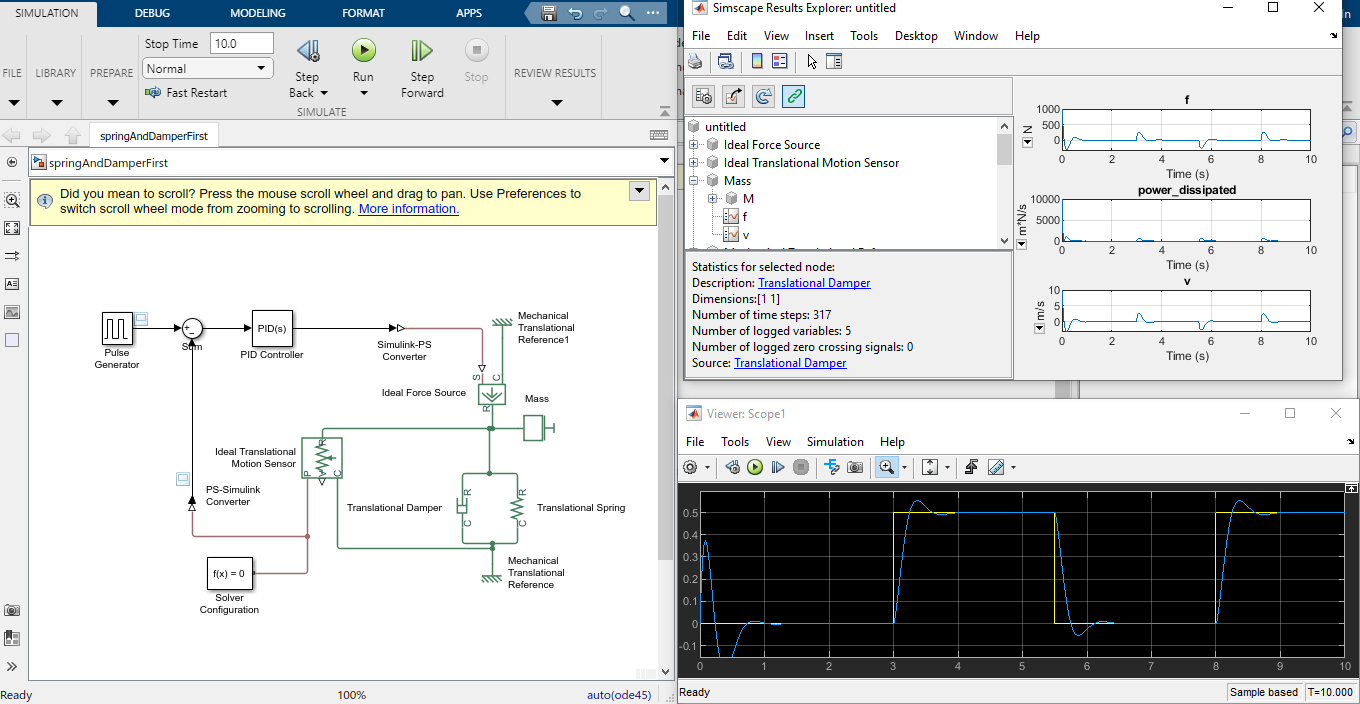 SIMULATION
DEBUG
MODELING
FORMAT
APPS
FILE
LIBRARY
PREPARE
Stop Time 10.0
Normal
Fast Restart
Step
Back
Run
Step
Forward
Stop
SIMULATE
REVIEW RESULTS
springAndDamperFirst
springAndDamperFirst
Did you mean to scroll? Press the mouse scroll wheel and drag to pan. Use Preferences to
switch scroll wheel mode from zooming to scrolling. More information.
Pulse
Generator
Sum
PID(s)
PID Controller
Simulink-PS
Converter
Mechanical
Translational
Reference1
S
C
R
Ideal Force Source
Mass
Ideal Translational
Motion Sensor
R
P
V
C
PS-Simulink
Converter
Translational Damper
R
C
R
C
Translational Spring
f(x) = 0
Solver
Configuration
Mechanical
Translational
Reference
Ready
100%
auto(ode45)
Simscape Results Explorer: untitled
File Edit View Insert Tools Desktop Window Help
untitled
Ideal Force Source
Ideal Translational Motion Sensor
Mass
M
f
v
Statistics for selected node:
Description: Translational Damper
Dimensions:[1 1]
Number of time steps: 317
Number of logged variables: 5
Number of logged zero crossing signals: 0
Source: Translational Damper
f
1000
500
0
N
0 2 4 6 8 10
Time (s)
power_dissipated
10000
5000
0
m*N/s
0 2 4 6 8 10
Time (s)
v
10
5
0
m/s
0 2 4 6 8 10
Time (s)
in
Viewer: Scope1
File Tools View Simulation Help
0.5
0.4
0.3
0.2
0.1
0
-0.1
0 1 2 3 4 5 6 7 8 9 10
Ready
Sample based
T=10.000